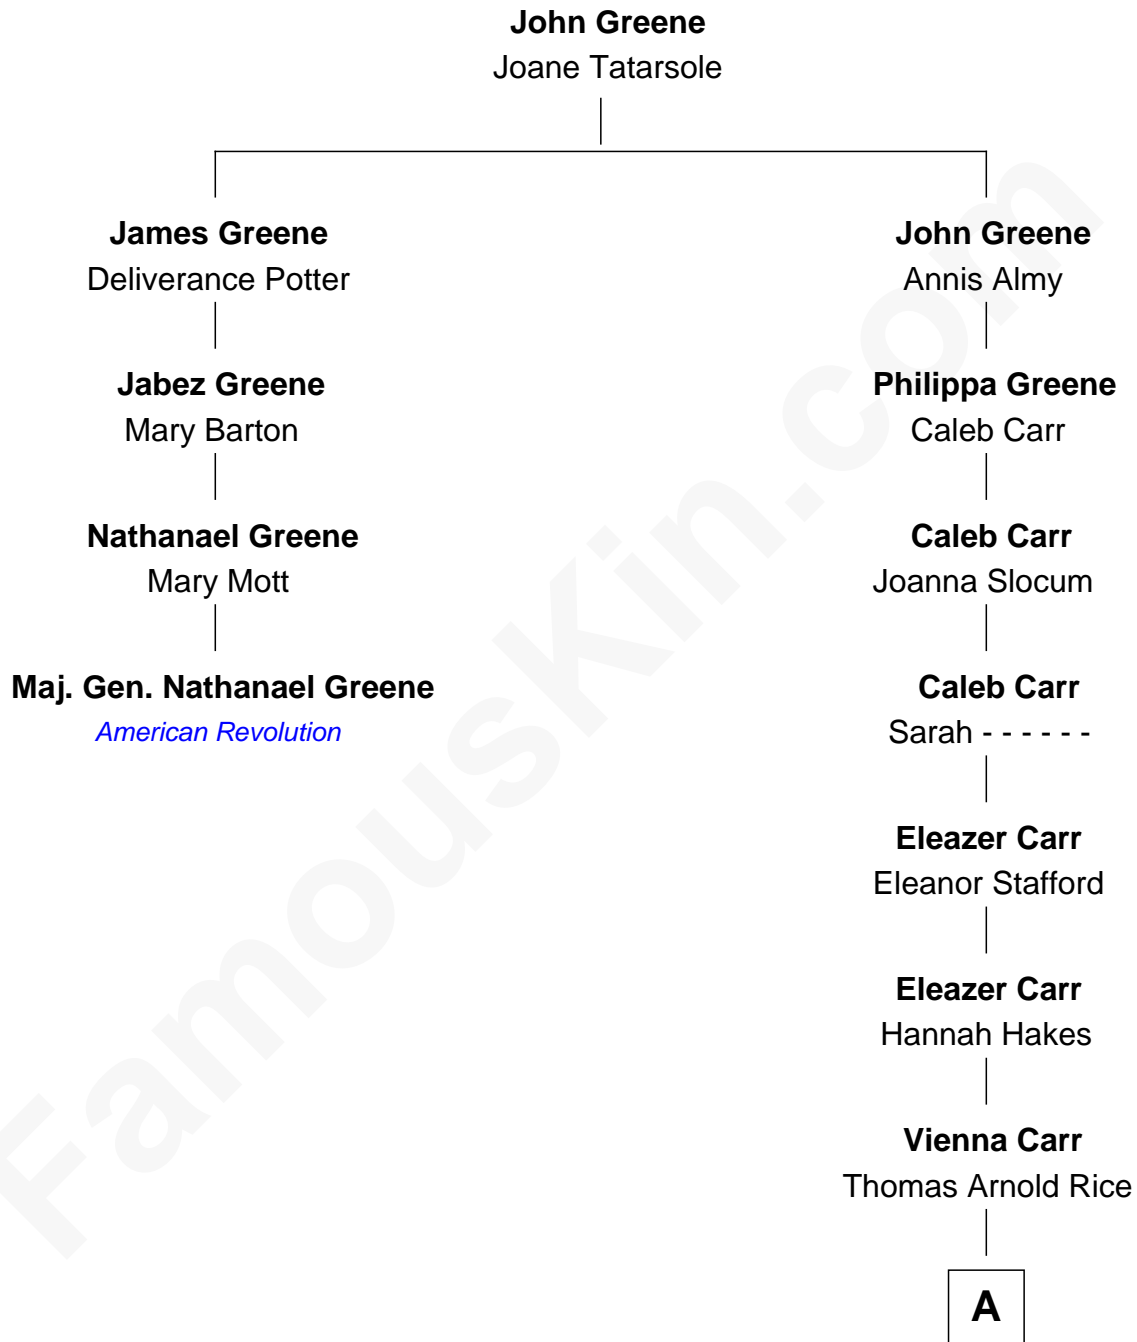 John Greene
Joane Tatarsole
James Greene
Deliverance Potter
Jabez Greene
Mary Barton
Nathanael Greene
Mary Mott
Maj. Gen. Nathanael Greene
American Revolution
John Greene
Annis Almy
Philippa Greene
Caleb Carr
Caleb Carr
Joanna Slocum
Caleb Carr
Sarah - - - - - -
Eleazer Carr
Eleanor Stafford
Eleazer Carr
Hannah Hakes
Vienna Carr
Thomas Arnold Rice
A
FamousKin.com